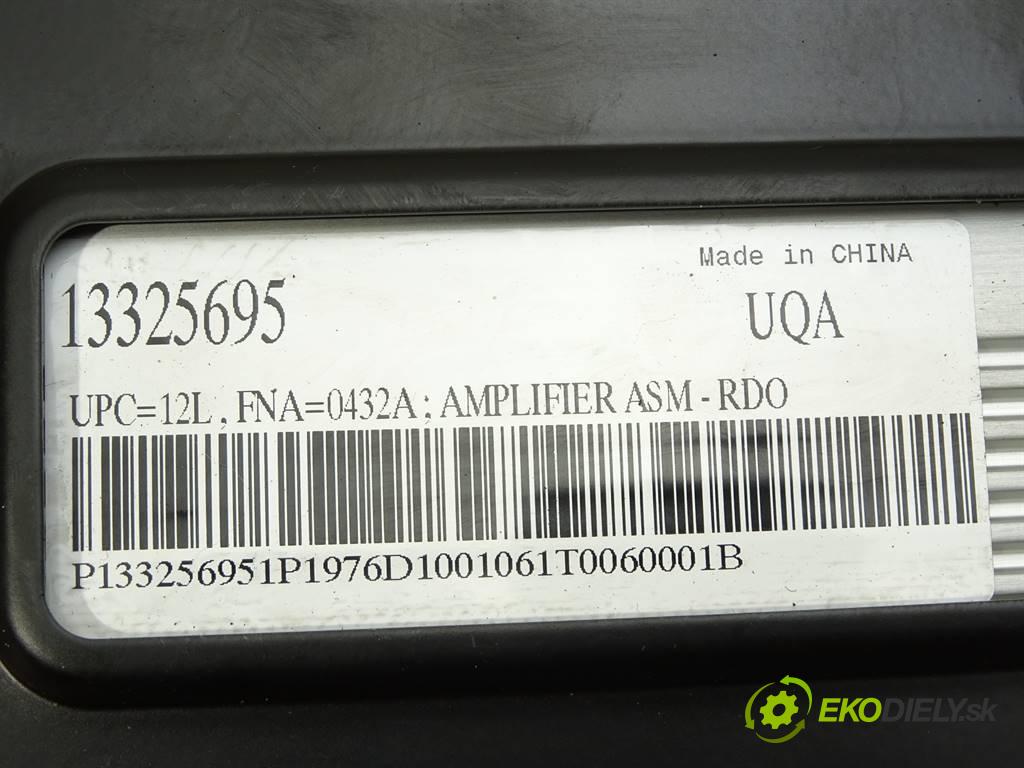 Made in CHINA
13325695
UQA
UPC=12L , FNA=0432A ; AMPLIFIER ASM - RDO
P133256951P1976D1001061T0060001B
EKODIELY.sk